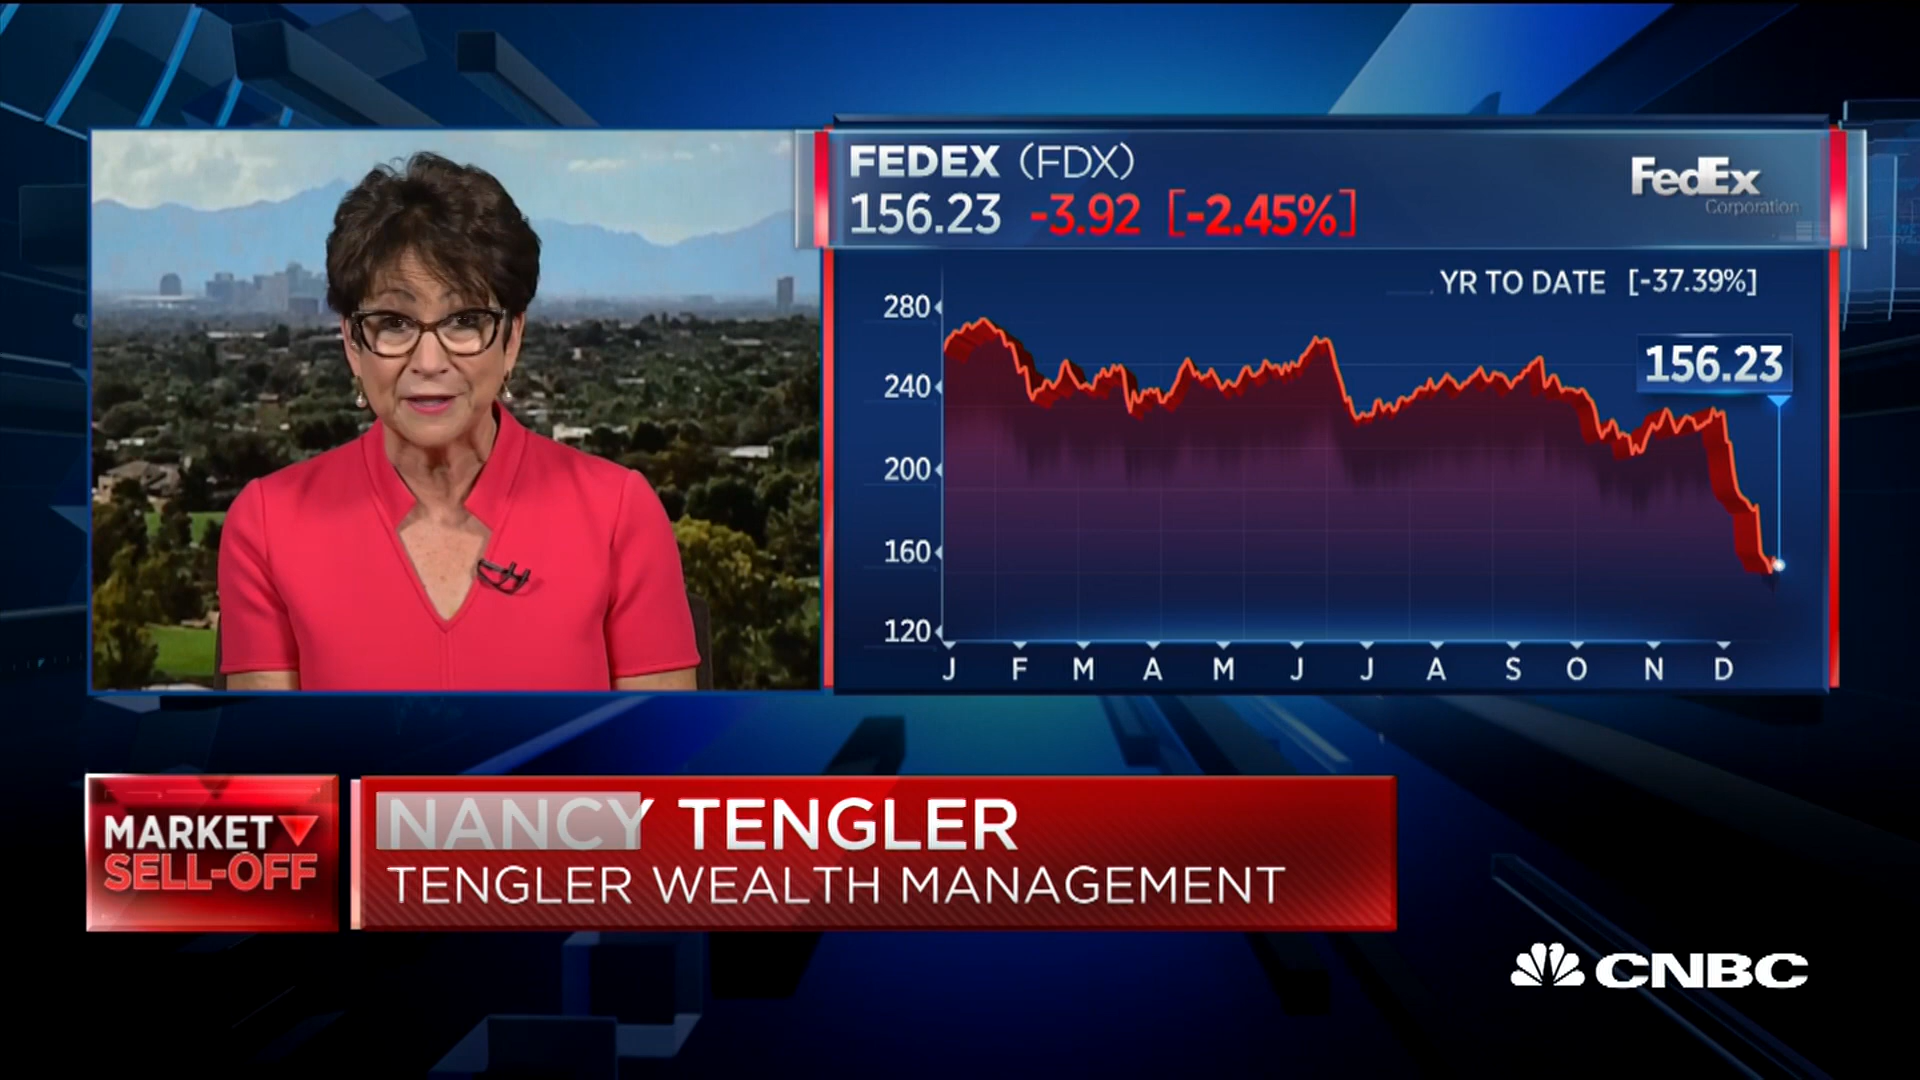 FEDEX (FDX)
156.23 -3.92 [-2.45%]
FedEx
Corporation
YR TO DATE [-37.39%]
156.23
280
240
200
160
120
J F M A M J J A S O N D
MARKET
SELL-OFF
NANCY TENGLER
TENGLER WEALTH MANAGEMENT
CNBC